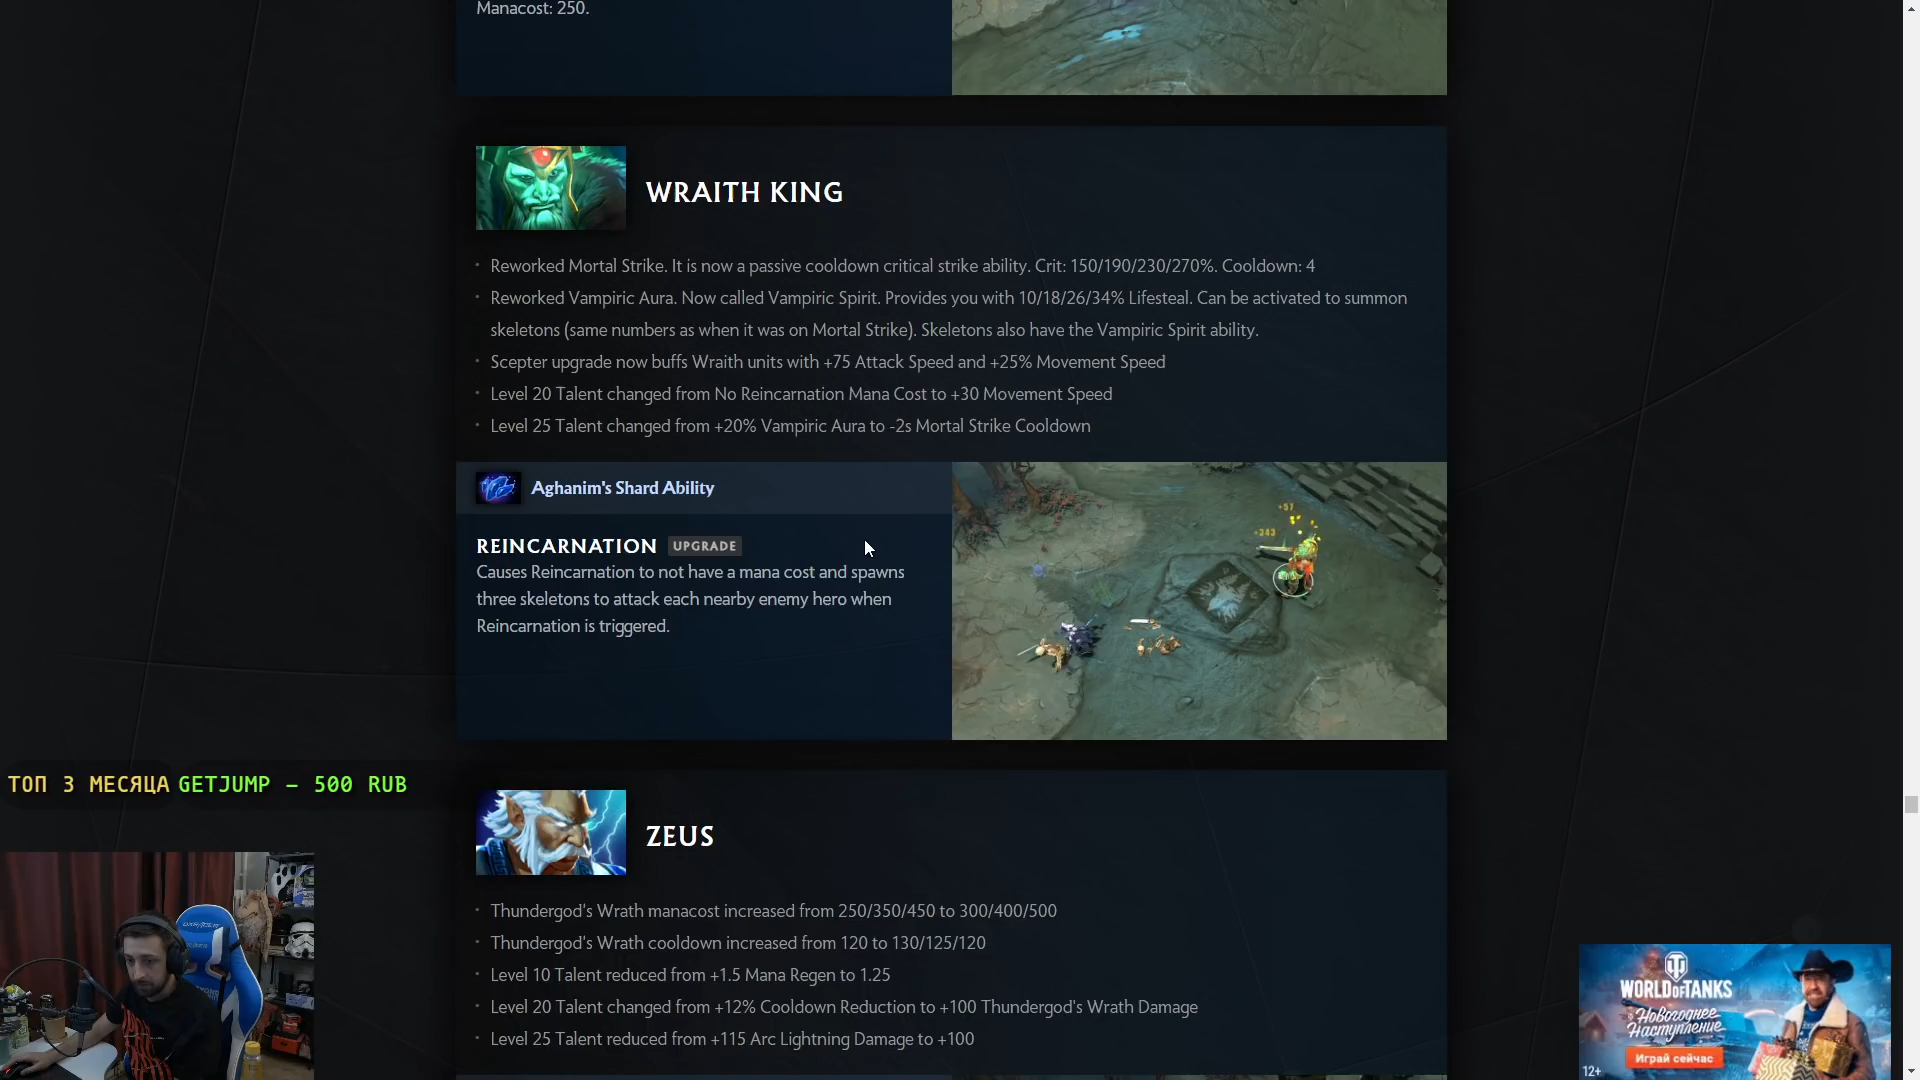 Manacost: 250.
WRAITH KING
Reworked Mortal Strike. It is now a passive cooldown critical strike ability. Crit: 150/190/230/270%. Cooldown: 4
Reworked Vampiric Aura. Now called Vampiric Spirit. Provides you with 10/18/26/34% Lifesteal. Can be activated to summon
skeletons (same numbers as when it was on Mortal Strike). Skeletons also have the Vampiric Spirit ability.
Scepter upgrade now buffs Wraith units with +75 Attack Speed and +25% Movement Speed
Level 20 Talent changed from No Reincarnation Mana Cost to +30 Movement Speed
Level 25 Talent changed from +20% Vampiric Aura to -2s Mortal Strike Cooldown
Aghanim's Shard Ability
REINCARNATION UPGRADE
Causes Reincarnation to not have a mana cost and spawns
three skeletons to attack each nearby enemy hero when
Reincarnation is triggered.
+57
+343
ТОП 3 МЕСЯЦА GETJUMP – 500 RUB
ZEUS
Thundergod's Wrath manacost increased from 250/350/450 to 300/400/500
Thundergod's Wrath cooldown increased from 120 to 130/125/120
Level 10 Talent reduced from +1.5 Mana Regen to 1.25
Level 20 Talent changed from +12% Cooldown Reduction to +100 Thundergod's Wrath Damage
Level 25 Talent reduced from +115 Arc Lightning Damage to +100
WORLD OF TANKS
Новогоднее
Наступление
Играй сейчас
12+